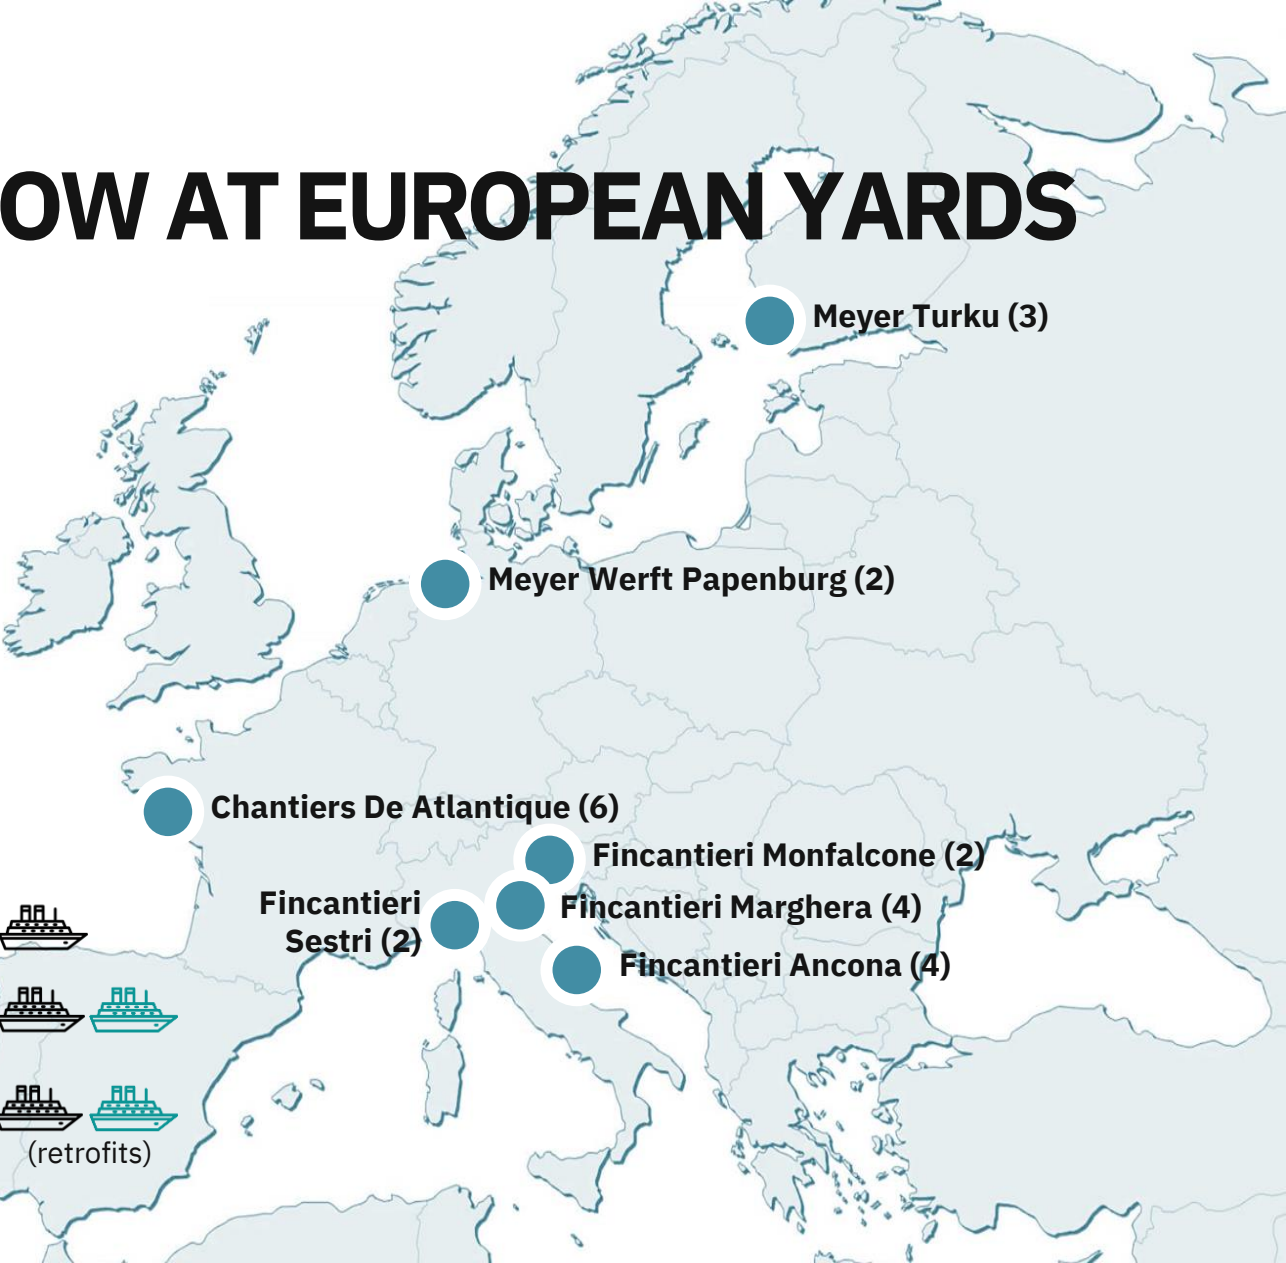 OW AT EUROPEAN YARDS
Meyer Turku (3)
Meyer Werft Papenburg (2)
Chantiers De Atlantique (6)
Fincantieri Monfalcone (2)
Fincantieri
Sestri (2)
Fincantieri Marghera (4)
Fincantieri Ancona (4)
(retrofits)